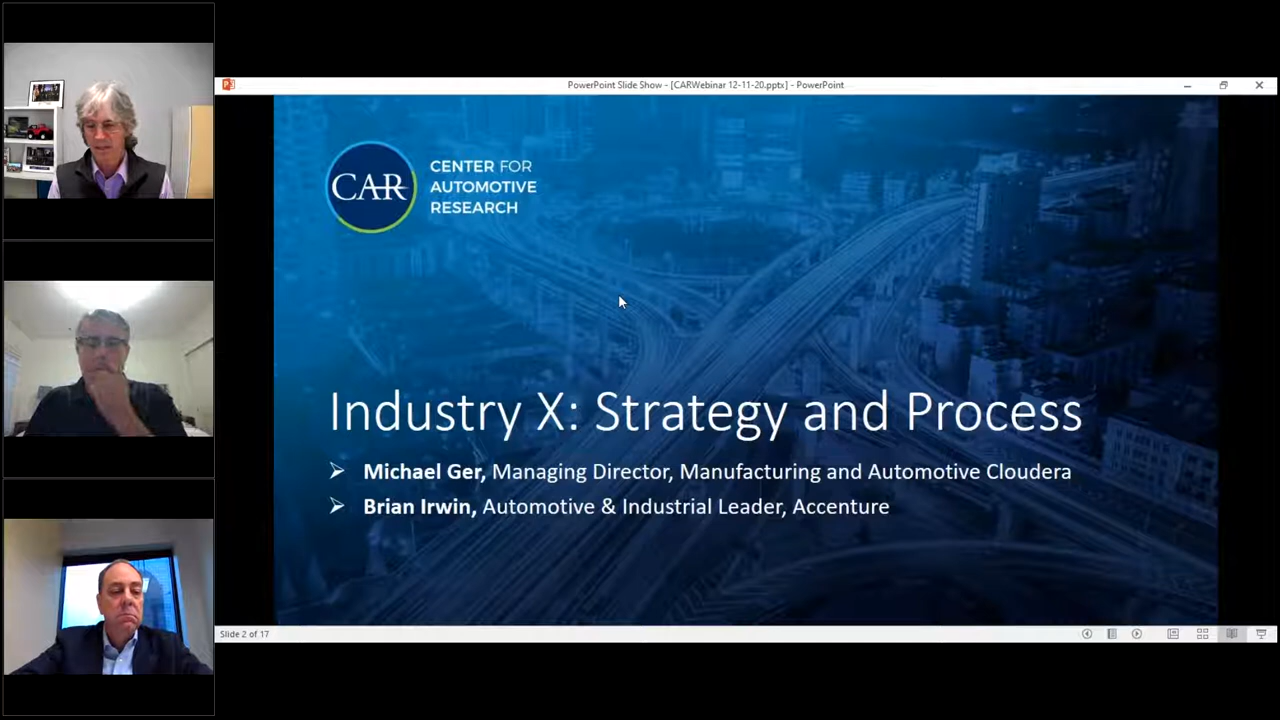 PowerPoint Slide Show - [CARWebinar 12-11-20.pptx] - PowerPoint
CAR
CENTER FOR
AUTOMOTIVE
RESEARCH
Industry X: Strategy and Process
➢ Michael Ger, Managing Director, Manufacturing and Automotive Cloudera
➢ Brian Irwin, Automotive & Industrial Leader, Accenture
Slide 2 of 17